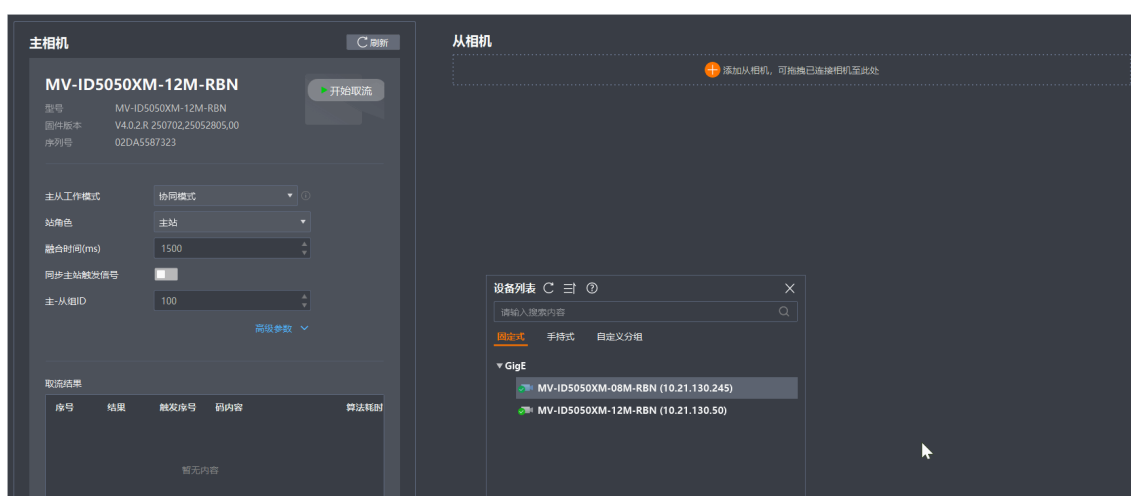 主相机
刷新
MV-ID5050XM-12M-RBN
开始取流
型号 MV-ID5050XM-12M-RBN
固件版本 V4.0.2.R 250702,25052805,00
序列号 02DA5587323
主从工作模式 协同模式
站角色 主站
融合时间(ms) 1500
同步主站触发信号
主-从组ID 100
高级参数
取流结果
序号 结果 触发序号 码内容 算法耗时
暂无内容
从相机
添加从相机，可拖拽已连接相机至此处
设备列表
请输入搜索内容
固定式 手持式 自定义分组
GigE
MV-ID5050XM-08M-RBN (10.21.130.245)
MV-ID5050XM-12M-RBN (10.21.130.50)